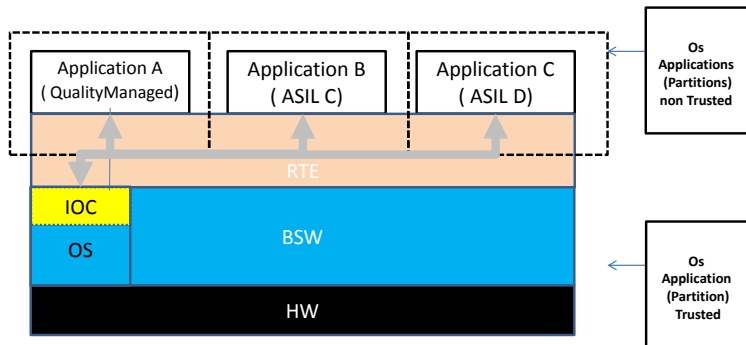 Application A
( QualityManaged)
Application B
( ASIL C)
Application C
( ASIL D)
Os
Applications
(Partitions)
non Trusted
RTE
IOC
OS
BSW
HW
Os
Application
(Partition)
Trusted